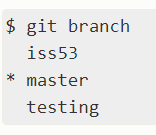 $ git branch
  iss53
* master
  testing